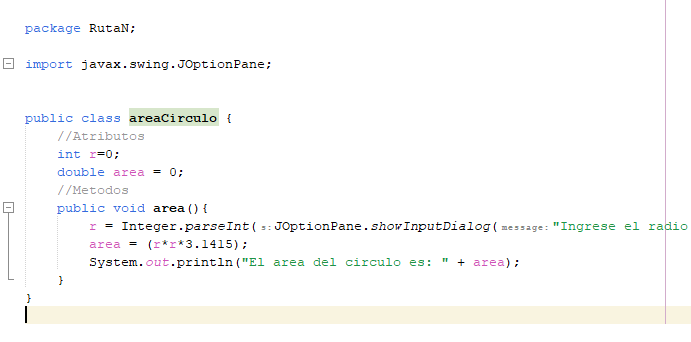 package RutaN;
import javax.swing.JOptionPane;
public class areaCirculo {
//Atributos
int r=0;
double area = 0;
//Metodos
public void area(){
r = Integer.parseInt(s:JOptionPane.showInputDialog(message:"Ingrese el radio
area = (r*r*3.1415);
System.out.println("El area del circulo es: " + area);
}
}